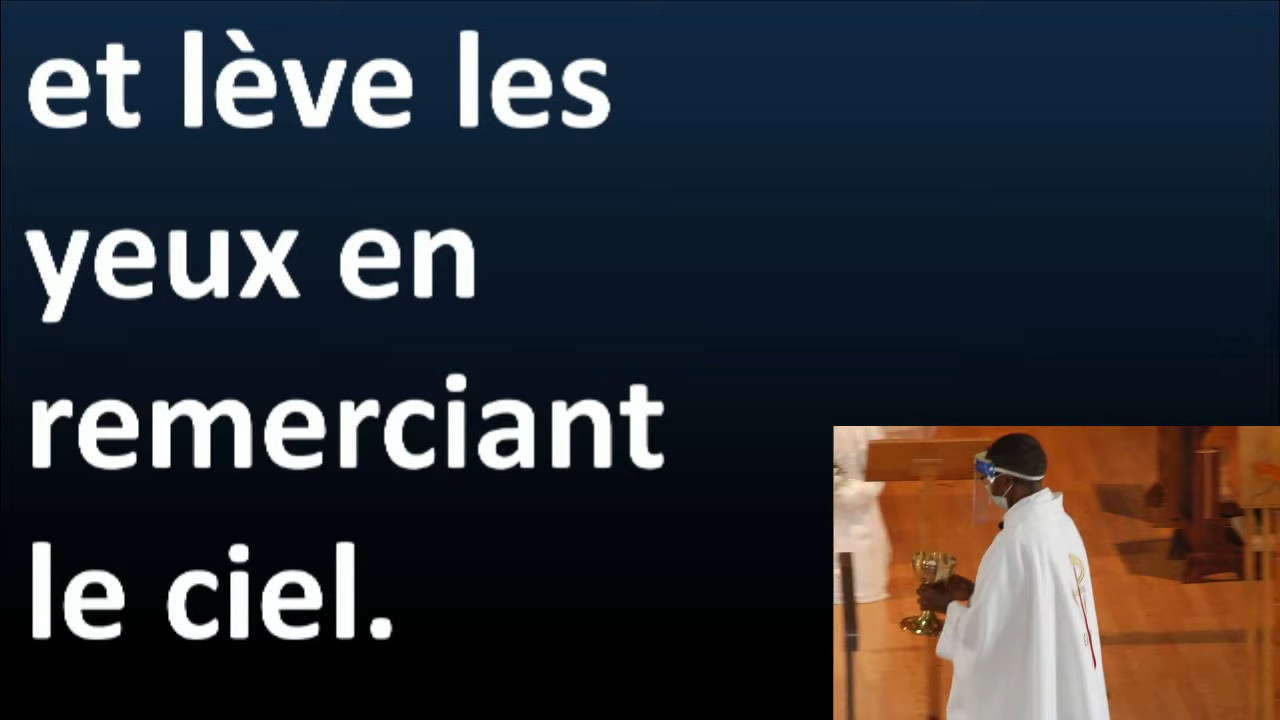 et lève les
yeux en
remerciant
le ciel.